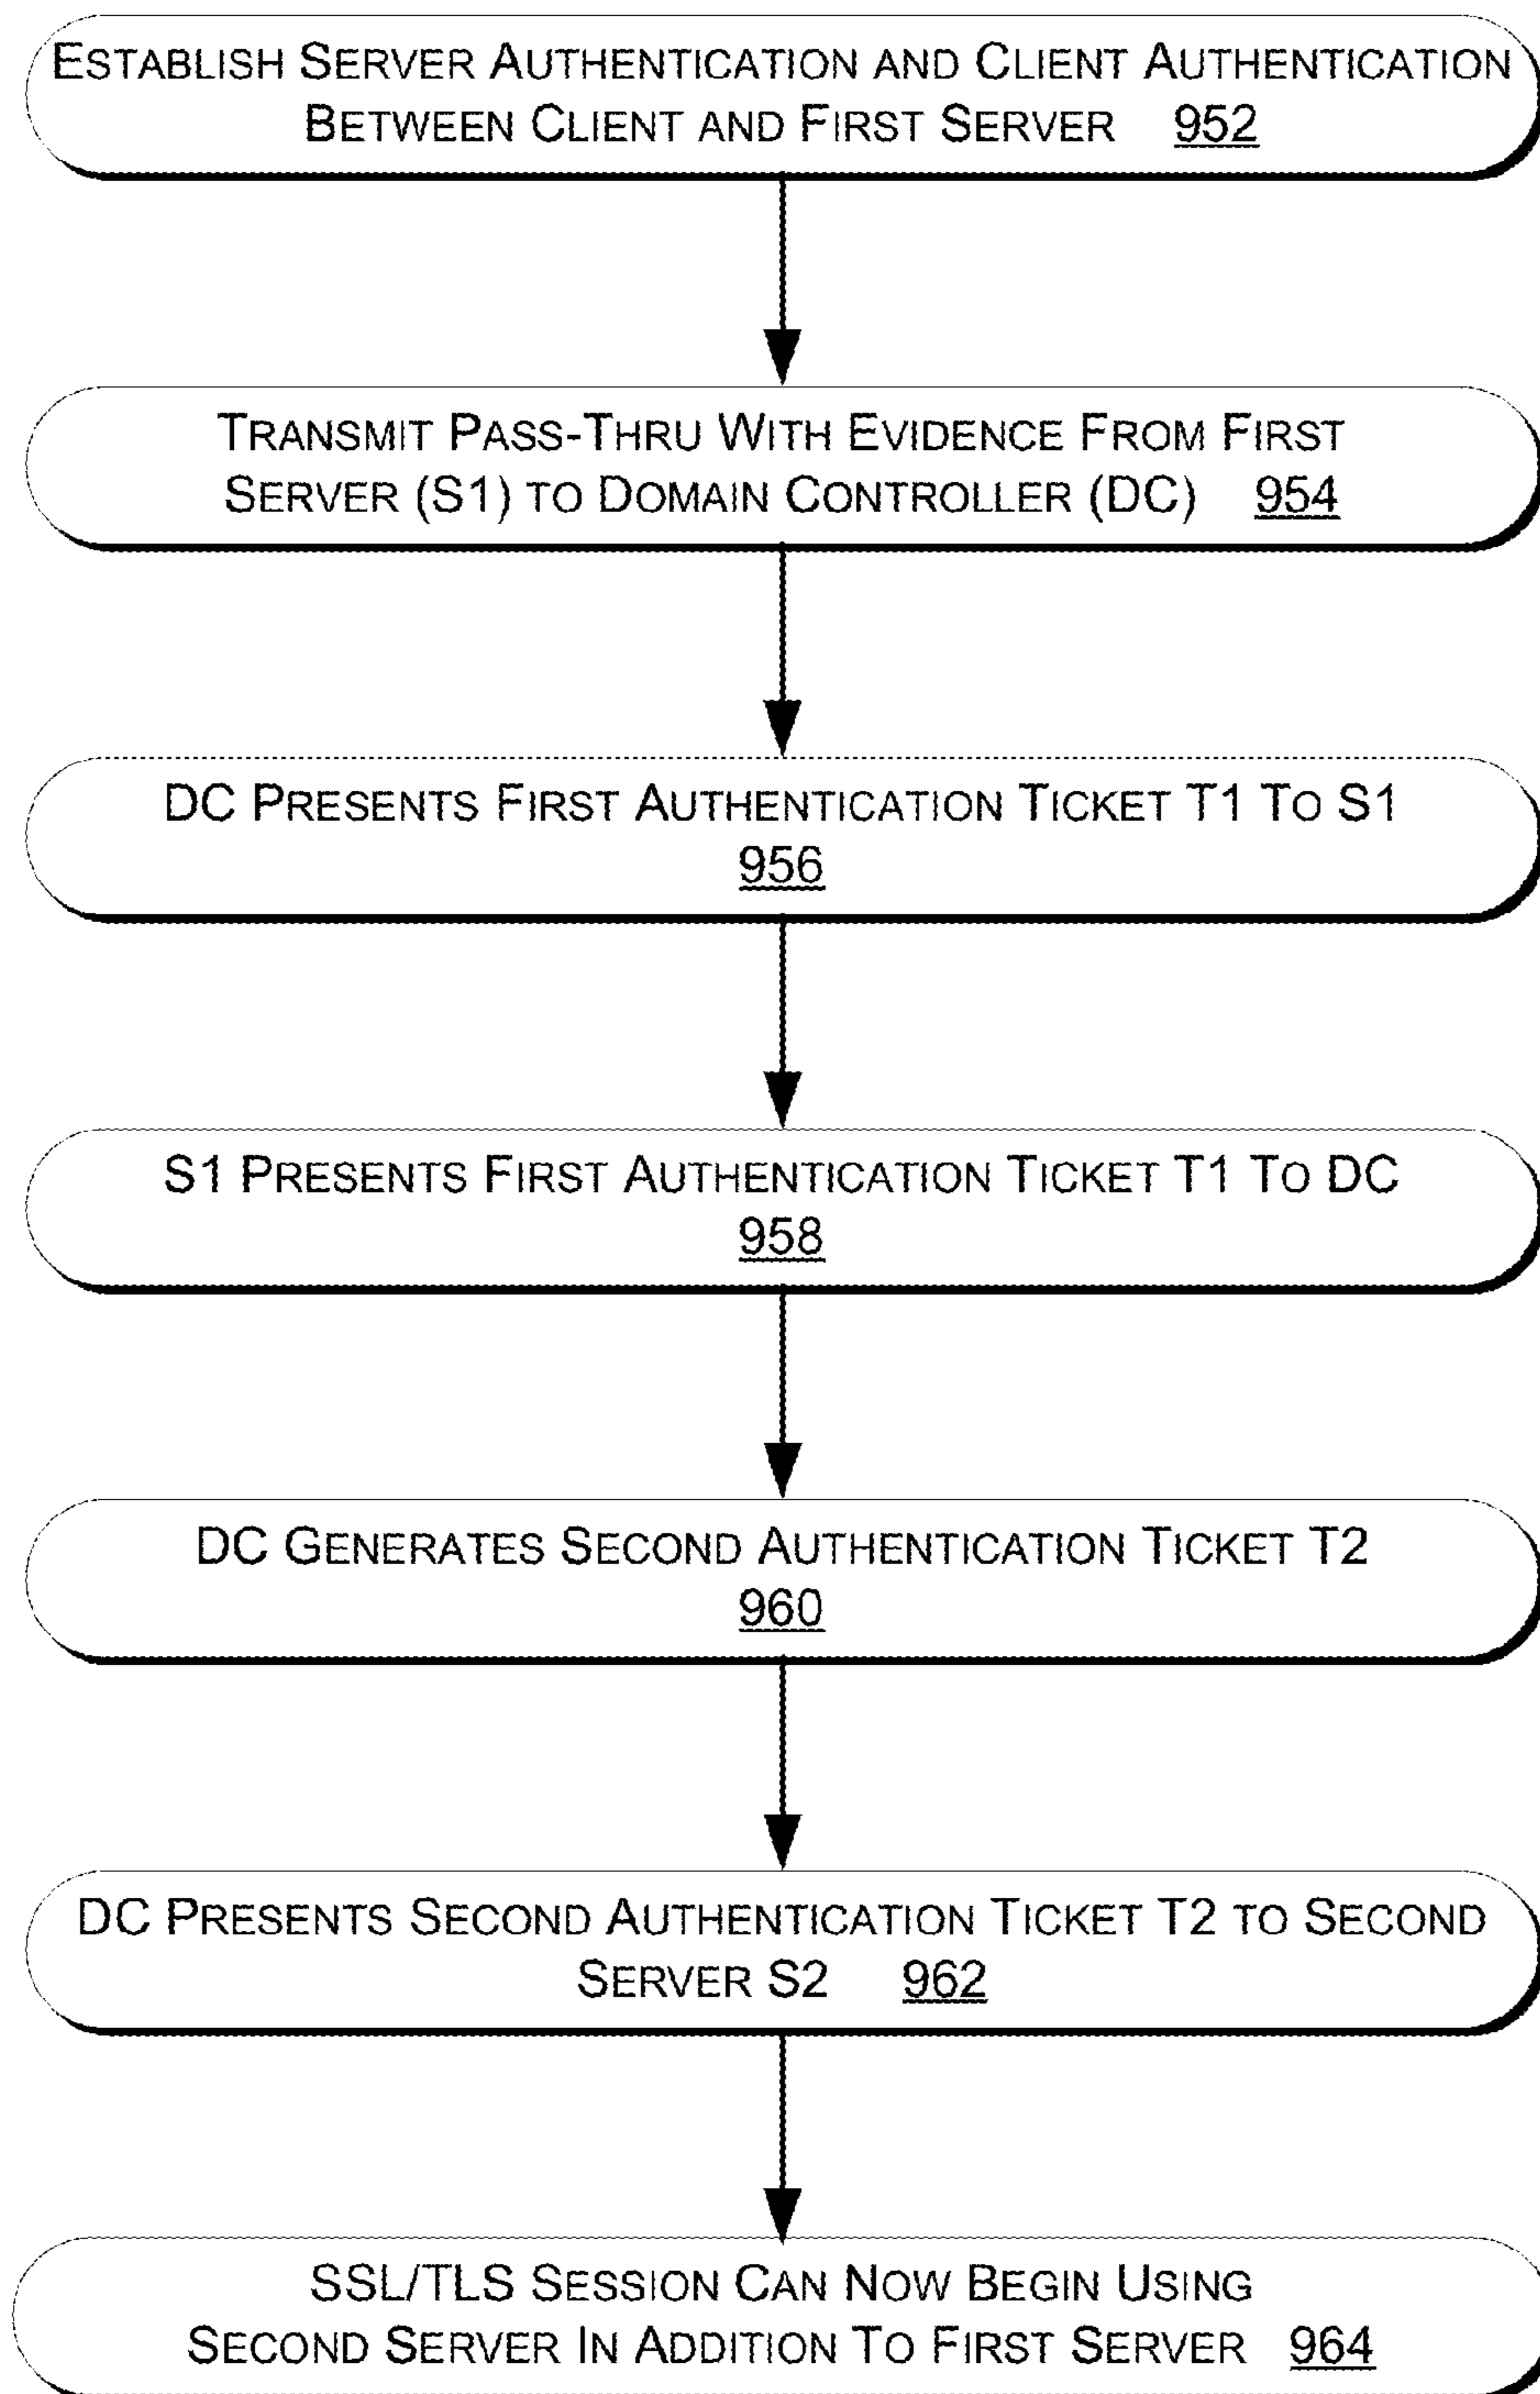 ESTABLISH SERVER AUTHENTICATION AND CLIENT AUTHENTICATION
BETWEEN CLIENT AND FIRST SERVER 952
TRANSMIT PASS-THRU WITH EVIDENCE FROM FIRST
SERVER (S1) TO DOMAIN CONTROLLER (DC) 954
DC PRESENTS FIRST AUTHENTICATION TICKET T1 TO S1
956
S1 PRESENTS FIRST AUTHENTICATION TICKET T1 TO DC
958
DC GENERATES SECOND AUTHENTICATION TICKET T2
960
DC PRESENTS SECOND AUTHENTICATION TICKET T2 TO SECOND
SERVER S2 962
SSL/TLS SESSION CAN NOW BEGIN USING
SECOND SERVER IN ADDITION TO FIRST SERVER 964